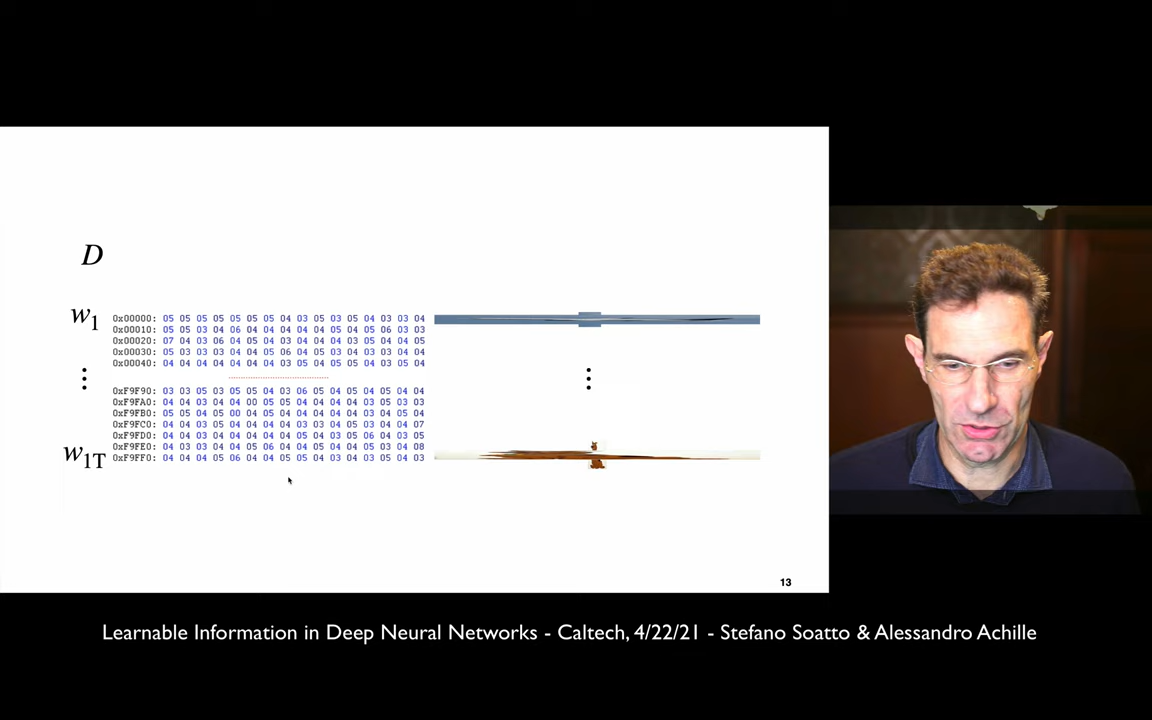 D
w1
0x00000: 05 05 05 05 05 05 05 04 03 05 03 05 04 03 03 04
0x00010: 05 05 03 04 06 04 04 04 04 04 05 04 05 06 03 03
0x00020: 07 04 03 06 04 05 04 03 04 04 04 03 05 04 04 05
0x00030: 05 03 03 03 04 04 05 06 04 05 03 04 03 03 04 04
0x00040: 04 04 04 04 04 04 04 03 05 04 05 05 04 03 05 04
⋮ ⋮
0xF9F90: 03 03 05 03 05 05 04 03 06 05 04 05 04 05 04 04
0xF9FA0: 04 04 03 04 04 00 05 05 04 04 04 04 03 05 03 03
0xF9FB0: 05 05 04 05 00 04 05 04 04 04 04 04 03 04 05 04
0xF9FC0: 04 04 03 04 04 04 04 04 03 04 04 05 03 04 04 07
0xF9FD0: 04 04 03 04 04 04 04 04 05 04 03 05 06 04 03 05
w1T
0xF9FE0: 04 03 03 04 04 05 06 04 04 05 04 05 04 03 04 08
0xF9FF0: 04 04 04 05 06 04 04 05 05 04 03 04 03 05 04 03
13
Learnable Information in Deep Neural Networks - Caltech, 4/22/21 - Stefano Soatto & Alessandro Achille